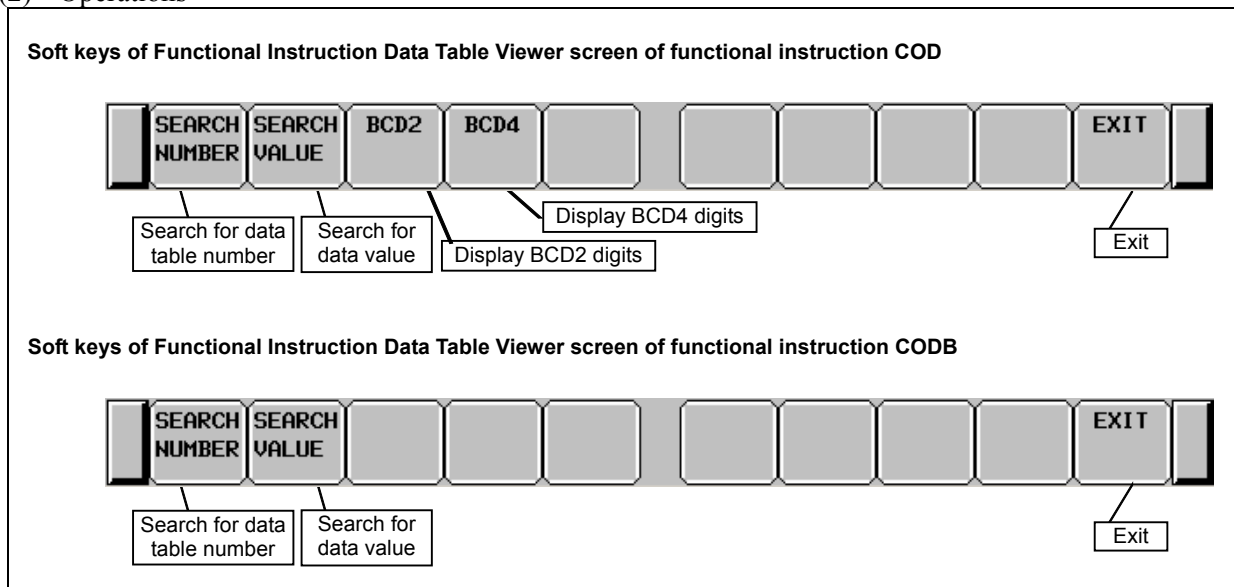 (2) Operations
Soft keys of Functional Instruction Data Table Viewer screen of functional instruction COD
SEARCH NUMBER
SEARCH VALUE
BCD2
BCD4
EXIT
Search for data
table number
Search for
data value
Display BCD2 digits
Display BCD4 digits
Exit
Soft keys of Functional Instruction Data Table Viewer screen of functional instruction CODB
SEARCH NUMBER
SEARCH VALUE
EXIT
Search for data
table number
Search for
data value
Exit